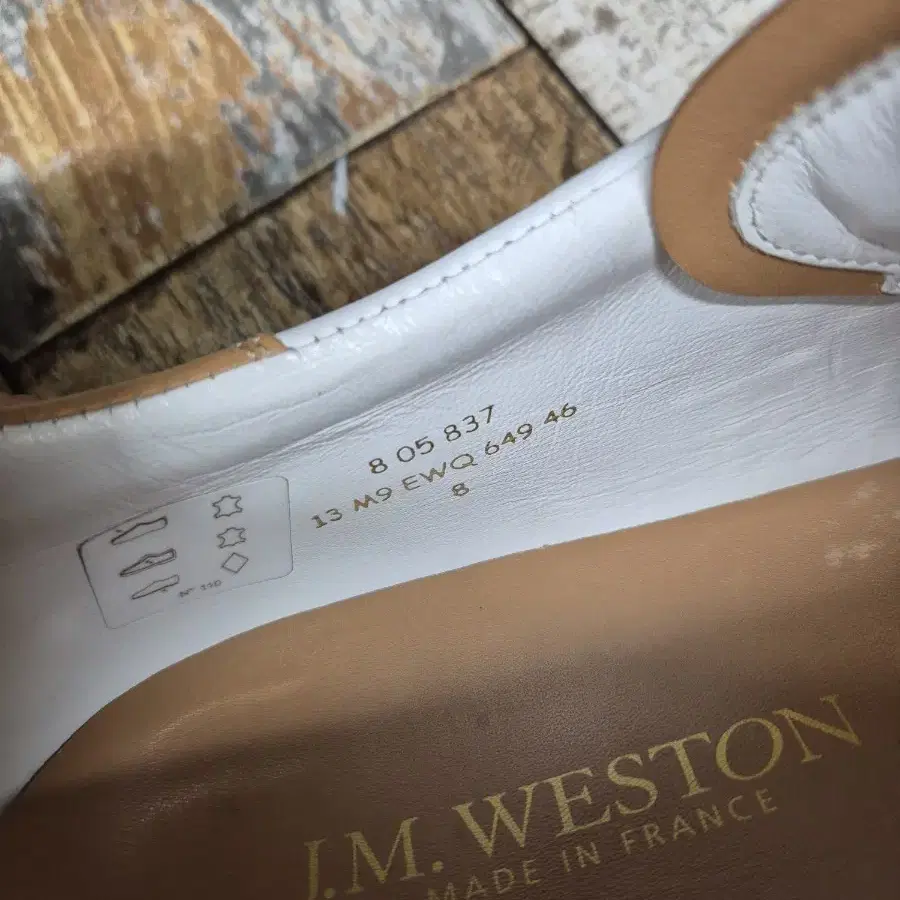 8 05 837
13 M9 EWQ 649 46
8
J.M. WESTON
MADE IN FRANCE